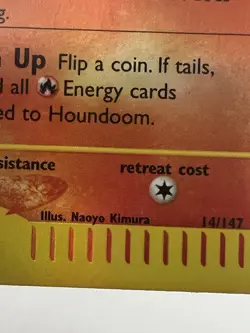 g.
Up Flip a coin. If tails,
d all Energy cards
ed to Houndoom.
sistance retreat cost
Illus. Naoyo Kimura 14/147